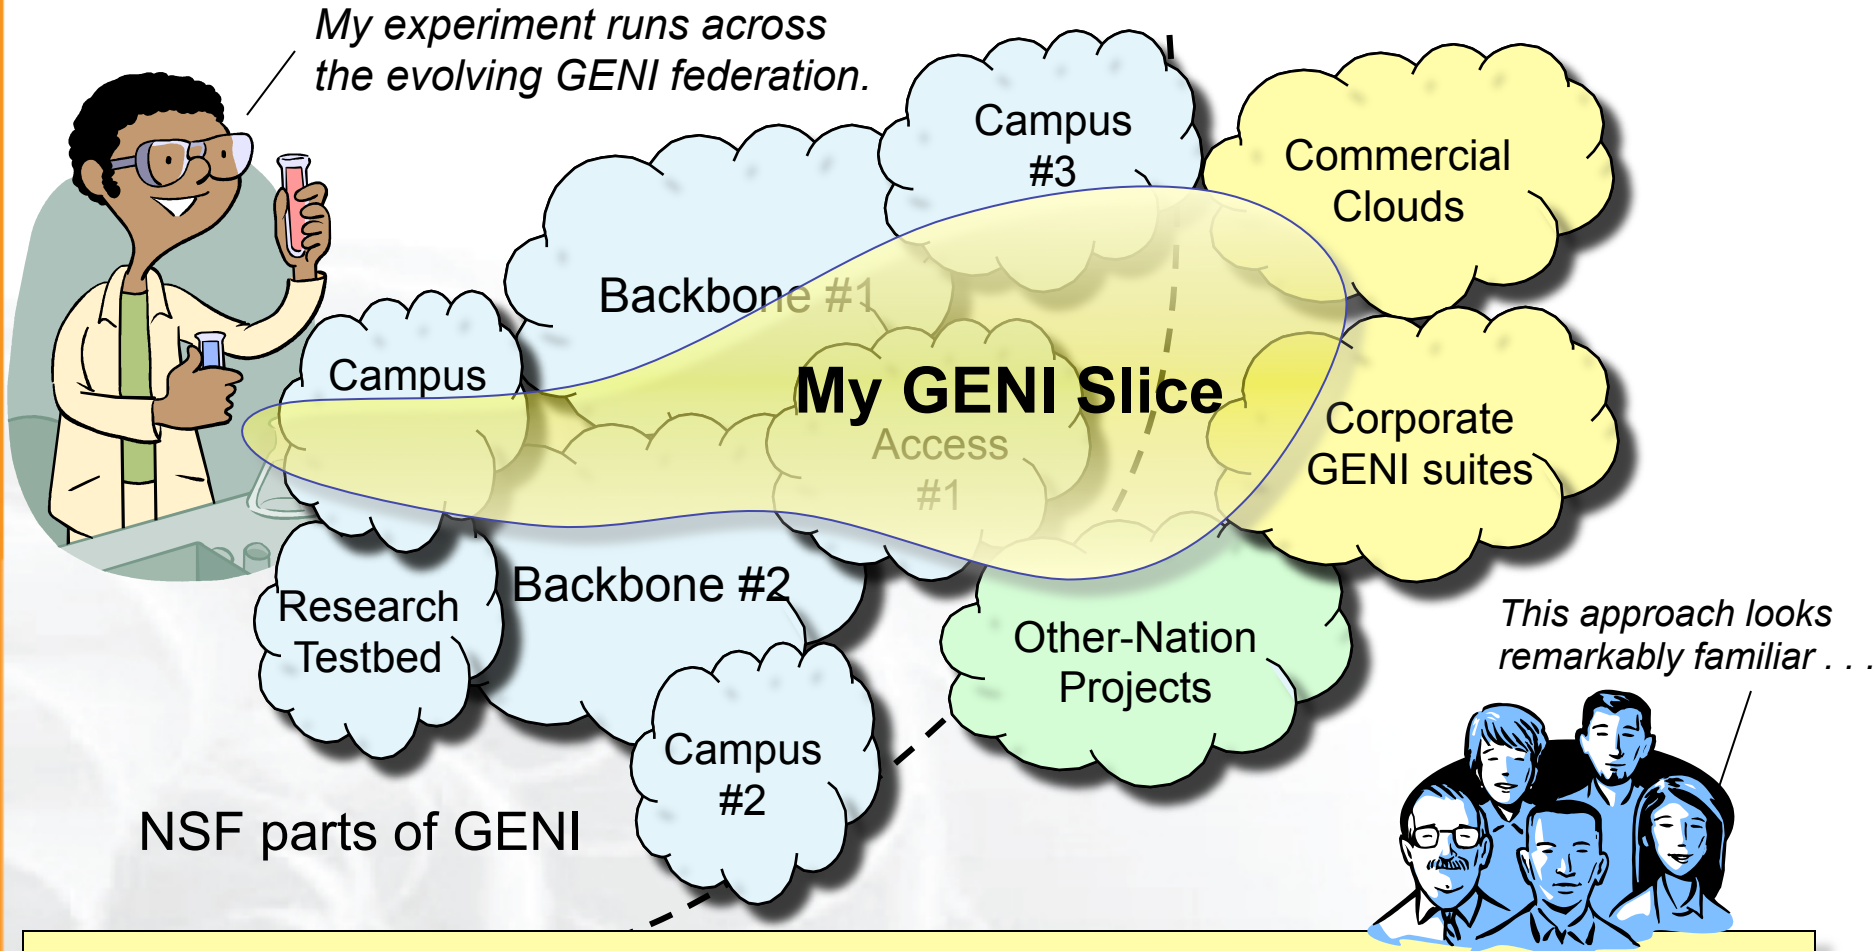 My experiment runs across
the evolving GENI federation.
Campus
#3
Commercial
Clouds
Backbone #1
Campus
My GENI Slice
Access
#1
Corporate
GENI suites
Research
Testbed
Backbone #2
Other-Nation
Projects
This approach looks
remarkably familiar . . .
Campus
#2
NSF parts of GENI